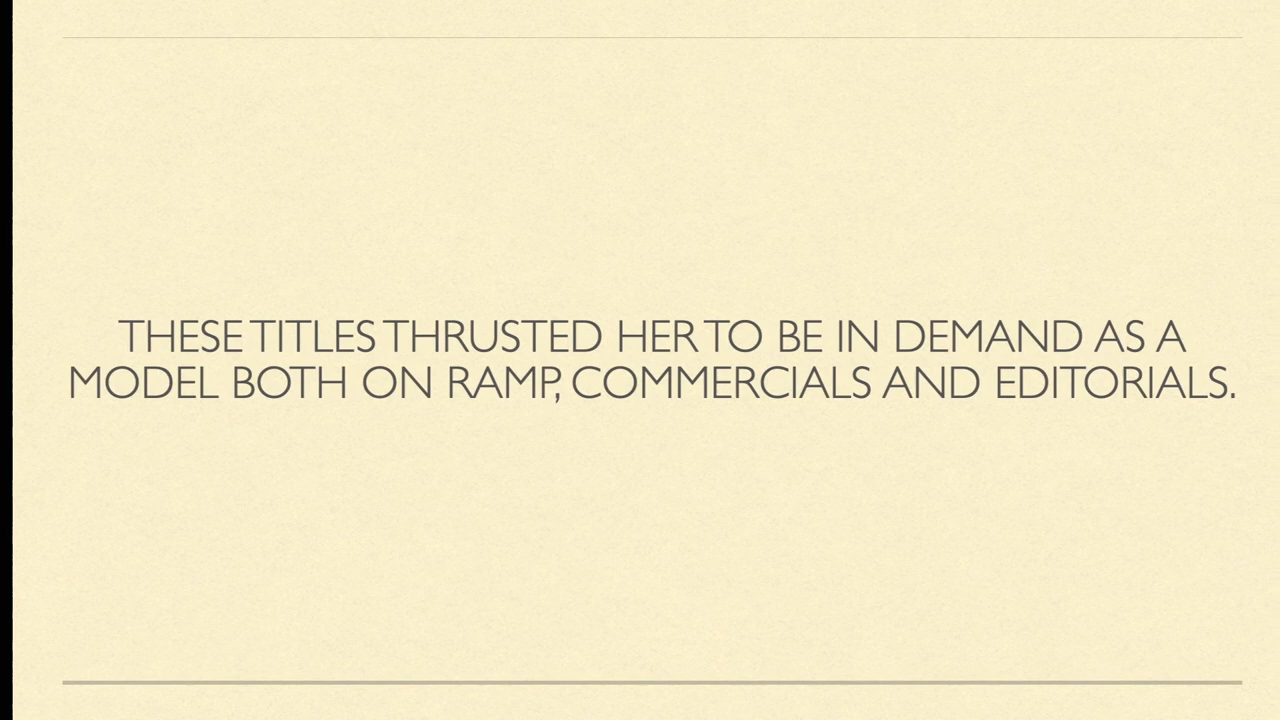 THESE TITLES THRUSTED HER TO BE IN DEMAND AS A
MODEL BOTH ON RAMP, COMMERCIALS AND EDITORIALS.